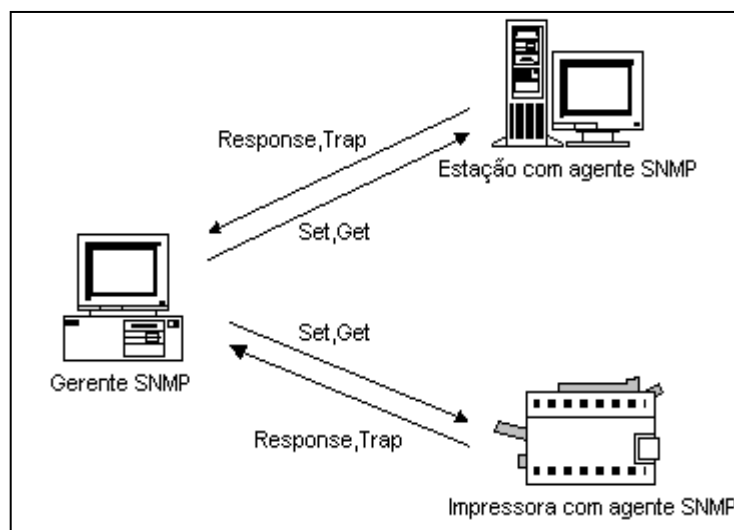 Response,Trap
Estação com agente SNMP
Set,Get
Gerente SNMP
Set,Get
Response,Trap
Impressora com agente SNMP